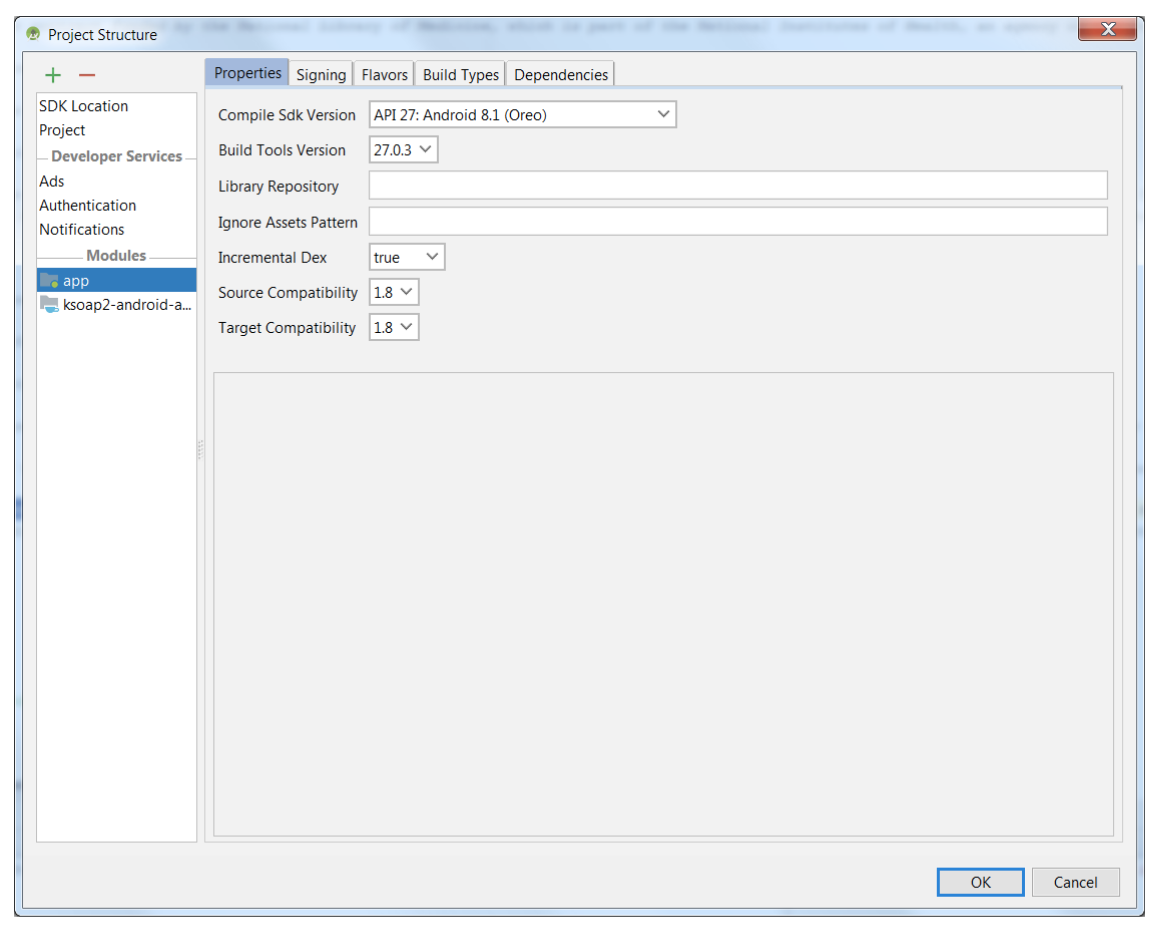 Project Structure
Properties Signing Flavors Build Types Dependencies
SDK Location
Project
Developer Services
Ads
Authentication
Notifications
Modules
app
ksoap2-android-a...
Compile Sdk Version API 27: Android 8.1 (Oreo)
Build Tools Version 27.0.3
Library Repository
Ignore Assets Pattern
Incremental Dex true
Source Compatibility 1.8
Target Compatibility 1.8
OK Cancel